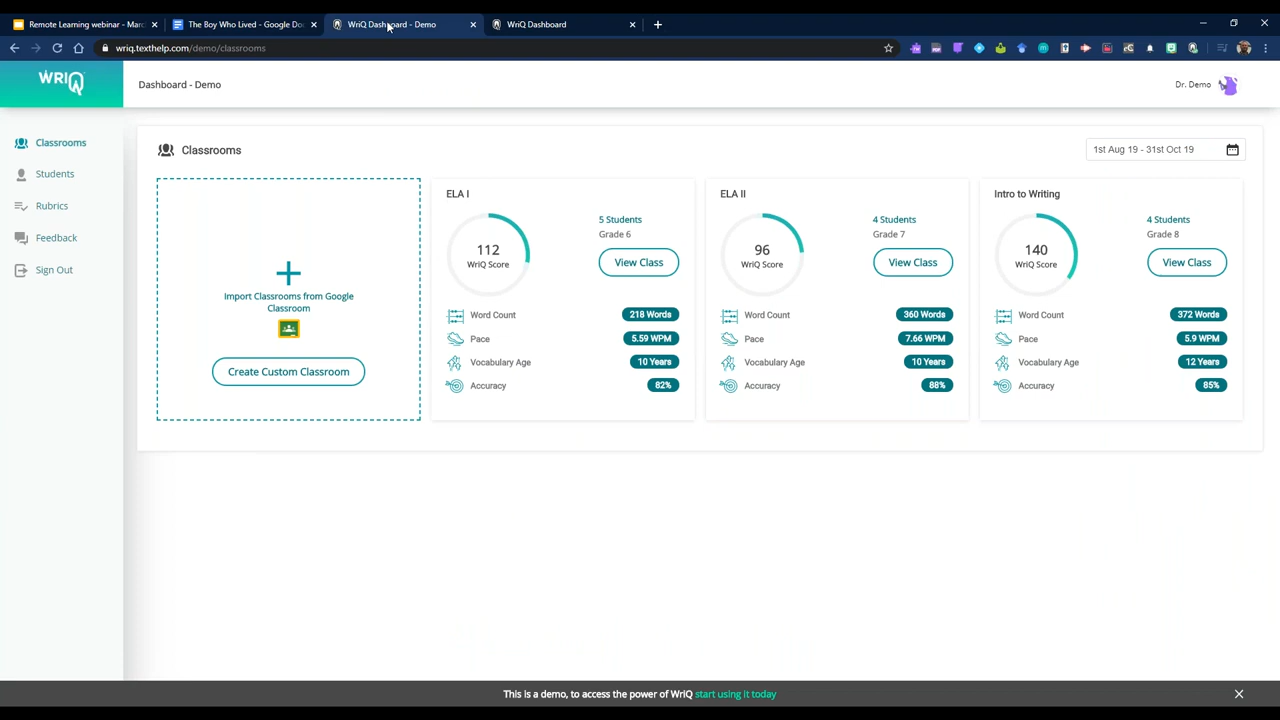 Remote Learning webinar - Marc
The Boy Who Lived - Google Do
WriQ Dashboard - Demo
WriQ Dashboard
wriq.texthelp.com/demo/classrooms
WRIQ
Dashboard - Demo
Dr. Demo
Classrooms
Students
Rubrics
Feedback
Sign Out
Classrooms
1st Aug 19 - 31st Oct 19
Import Classrooms from Google
Classroom
Create Custom Classroom
ELA I
112
WriQ Score
5 Students
Grade 6
View Class
Word Count 218 Words
Pace 5.59 WPM
Vocabulary Age 10 Years
Accuracy 82%
ELA II
96
WriQ Score
4 Students
Grade 7
View Class
Word Count 360 Words
Pace 7.66 WPM
Vocabulary Age 10 Years
Accuracy 88%
Intro to Writing
140
WriQ Score
4 Students
Grade 8
View Class
Word Count 372 Words
Pace 5.9 WPM
Vocabulary Age 12 Years
Accuracy 85%
This is a demo, to access the power of WriQ start using it today